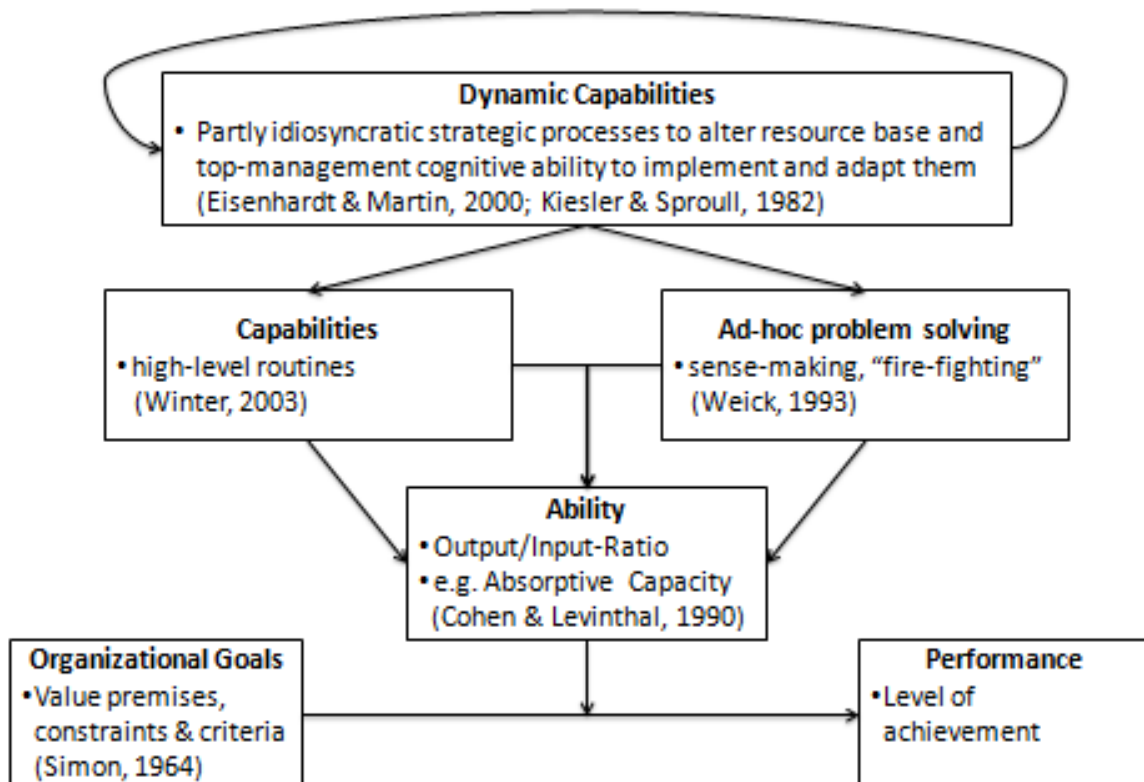 Dynamic Capabilities
• Partly idiosyncratic strategic processes to alter resource base and
top-management cognitive ability to implement and adapt them
(Eisenhardt & Martin, 2000; Kiesler & Sproull, 1982)
Capabilities
• high-level routines
(Winter, 2003)
Ad-hoc problem solving
• sense-making, “fire-fighting”
(Weick, 1993)
Ability
• Output/Input-Ratio
• e.g. Absorptive Capacity
(Cohen & Levinthal, 1990)
Organizational Goals
• Value premises,
constraints & criteria
(Simon, 1964)
Performance
• Level of
achievement